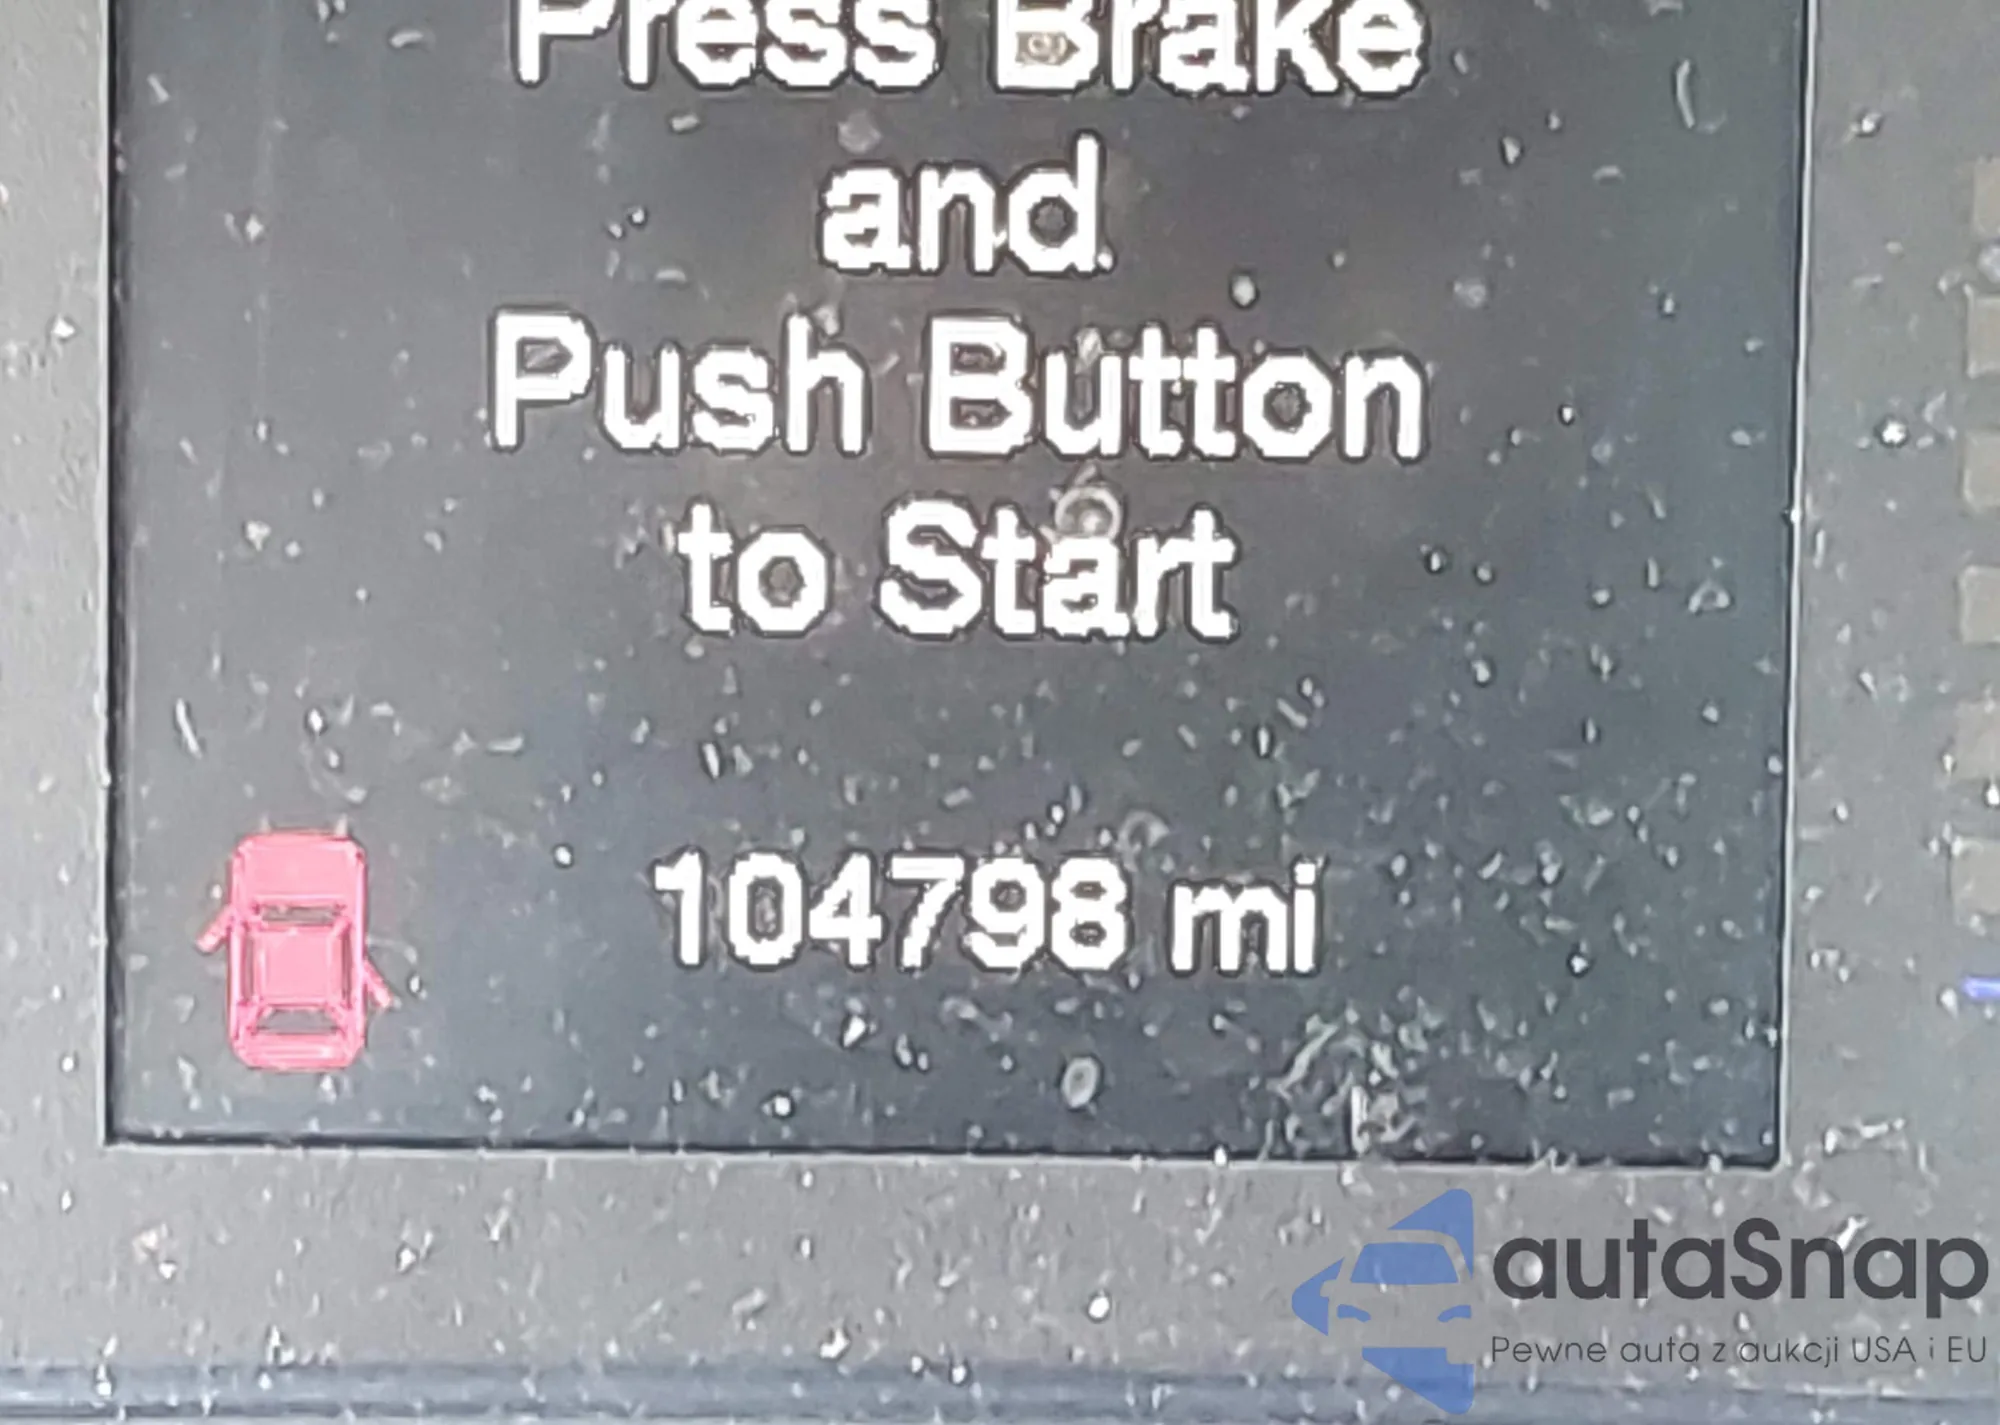 Press Brake
and
Push Button
to Start
104798 mi
autaSnap
Pewne auta z aukcji USA i EU